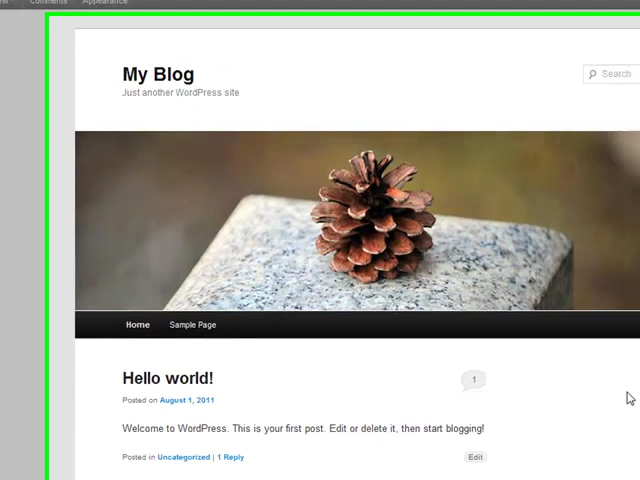 Comments Appearance
My Blog
Just another WordPress site
Search
Home Sample Page
Hello world!
1
Posted on August 1, 2011
Welcome to WordPress. This is your first post. Edit or delete it, then start blogging!
Posted in Uncategorized | 1 Reply
Edit